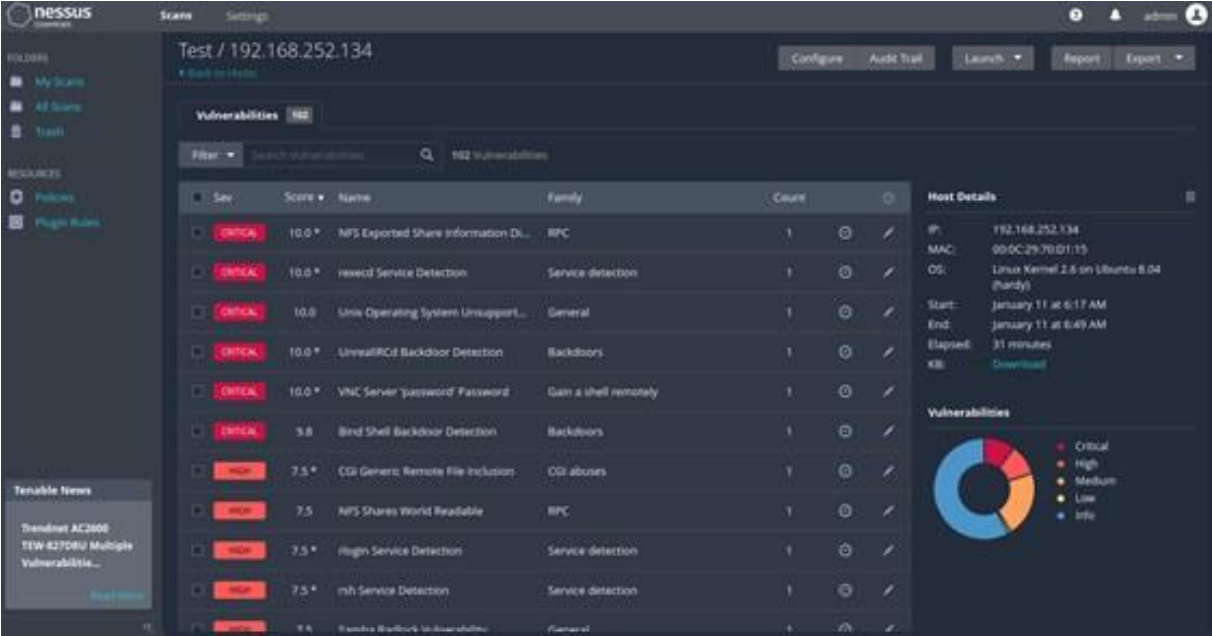 nessus
Essentials
Scans
Settings
admin
FOLDERS
My Scans
All Scans
Trash
RESOURCES
Policies
Plugin Rules
Tenable News
Trendnet AC2600
TEW-827DRU Multiple
Vulnerabilitie...
Read More
Test / 192.168.252.134
Back to Hosts
Configure
Audit Trail
Launch
Report
Export
Vulnerabilities 102
Filter
Search Vulnerabilities
102 Vulnerabilities
Sev Score Name Family Count
CRITICAL 10.0 * NFS Exported Share Information Di... RPC 1
CRITICAL 10.0 * rexecd Service Detection Service detection 1
CRITICAL 10.0 Unix Operating System Unsupport... General 1
CRITICAL 10.0 * UnrealIRCd Backdoor Detection Backdoors 1
CRITICAL 10.0 * VNC Server 'password' Password Gain a shell remotely 1
CRITICAL 9.8 Bind Shell Backdoor Detection Backdoors 1
HIGH 7.5 * CGI Generic Remote File Inclusion CGI abuses 1
HIGH 7.5 NFS Shares World Readable RPC 1
HIGH 7.5 * rlogin Service Detection Service detection 1
HIGH 7.5 * rsh Service Detection Service detection 1
HIGH 7.5 Samba Badlock Vulnerability General 1
Host Details
IP: 192.168.252.134
MAC: 00:0C:29:70:D1:15
OS: Linux Kernel 2.6 on Ubuntu 8.04
(hardy)
Start: January 11 at 6:17 AM
End: January 11 at 6:49 AM
Elapsed: 31 minutes
KB: Download
Vulnerabilities
Critical
High
Medium
Low
Info